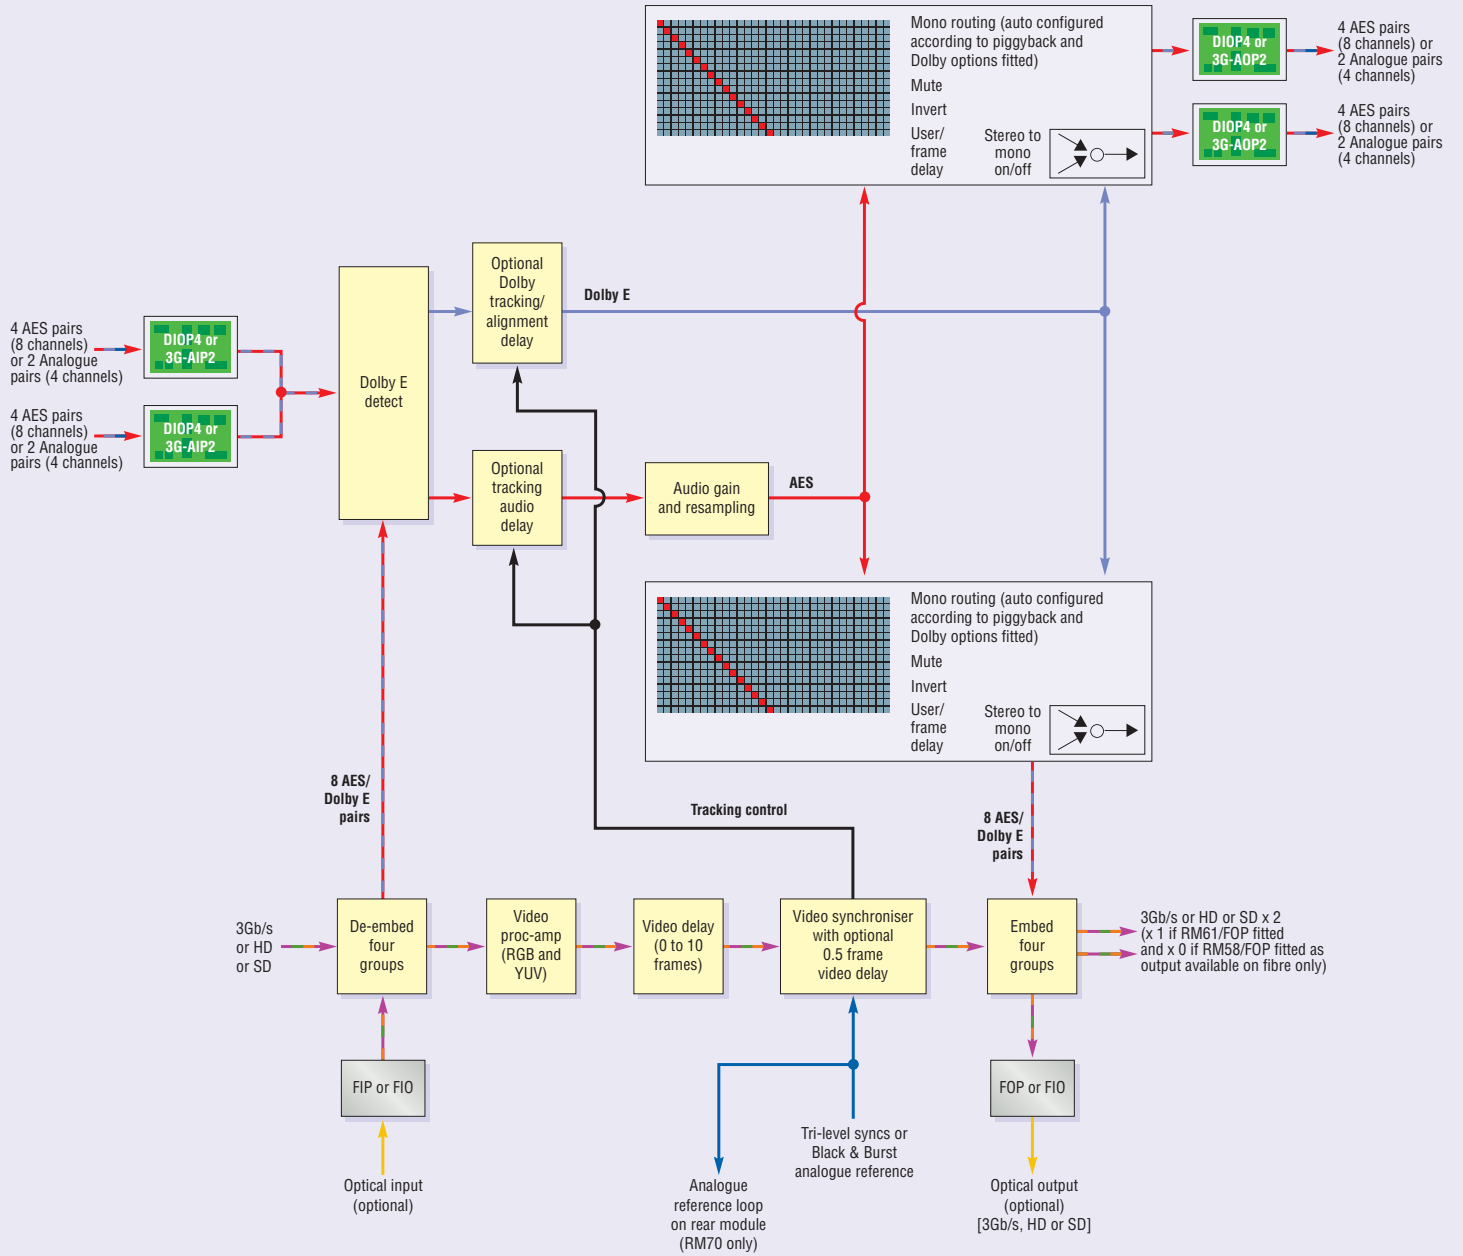 Mono routing (auto configured
according to piggyback and
Dolby options fitted)
Mute
Invert
User/
frame
delay
Stereo to
mono
on/off
DIOP4 or
3G-AOP2
4 AES pairs
(8 channels) or
2 Analogue pairs
(4 channels)
DIOP4 or
3G-AOP2
4 AES pairs
(8 channels) or
2 Analogue pairs
(4 channels)
4 AES pairs
(8 channels)
or 2 Analogue
pairs (4 channels)
DIOP4 or
3G-AIP2
4 AES pairs
(8 channels)
or 2 Analogue
pairs (4 channels)
DIOP4 or
3G-AIP2
Dolby E
detect
Optional
Dolby
tracking/
alignment
delay
Dolby E
Optional
tracking
audio
delay
Audio gain
and resampling
AES
Mono routing (auto configured
according to piggyback and
Dolby options fitted)
Mute
Invert
User/
frame
delay
Stereo to
mono
on/off
8 AES/
Dolby E
pairs
Tracking control
8 AES/
Dolby E
pairs
3Gb/s
or HD
or SD
De-embed
four
groups
Video
proc-amp
(RGB and
YUV)
Video delay
(0 to 10
frames)
Video synchroniser
with optional
0.5 frame
video delay
Embed
four
groups
3Gb/s or HD or SD x 2
(x 1 if RM61/FOP fitted
and x 0 if RM58/FOP fitted as
output available on fibre only)
FIP or FIO
FOP or FIO
Optical input
(optional)
Analogue
reference loop
on rear module
(RM70 only)
Tri-level syncs or
Black & Burst
analogue reference
Optical output
(optional)
[3Gb/s, HD or SD]